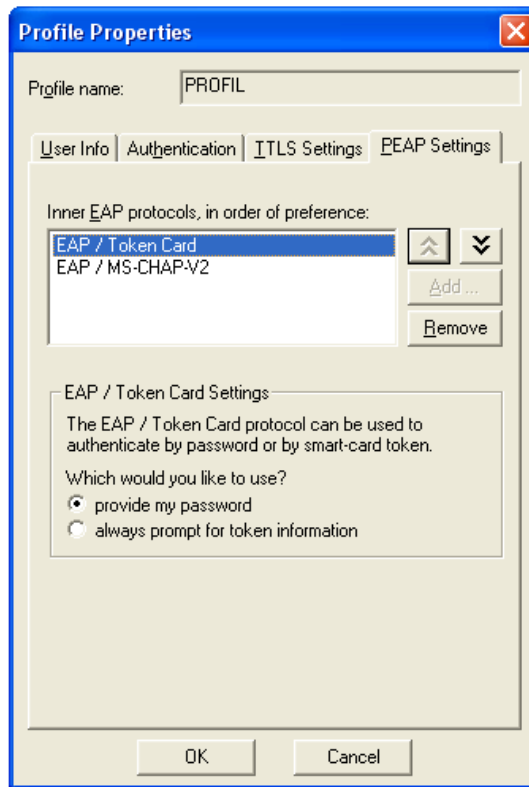 Profile Properties
Profile name:
PROFIL
User Info
Authentication
TTLS Settings
PEAP Settings
Inner EAP protocols, in order of preference:
EAP / Token Card
EAP / MS-CHAP-V2
Add ...
Remove
EAP / Token Card Settings
The EAP / Token Card protocol can be used to
authenticate by password or by smart-card token.
Which would you like to use?
provide my password
always prompt for token information
OK
Cancel